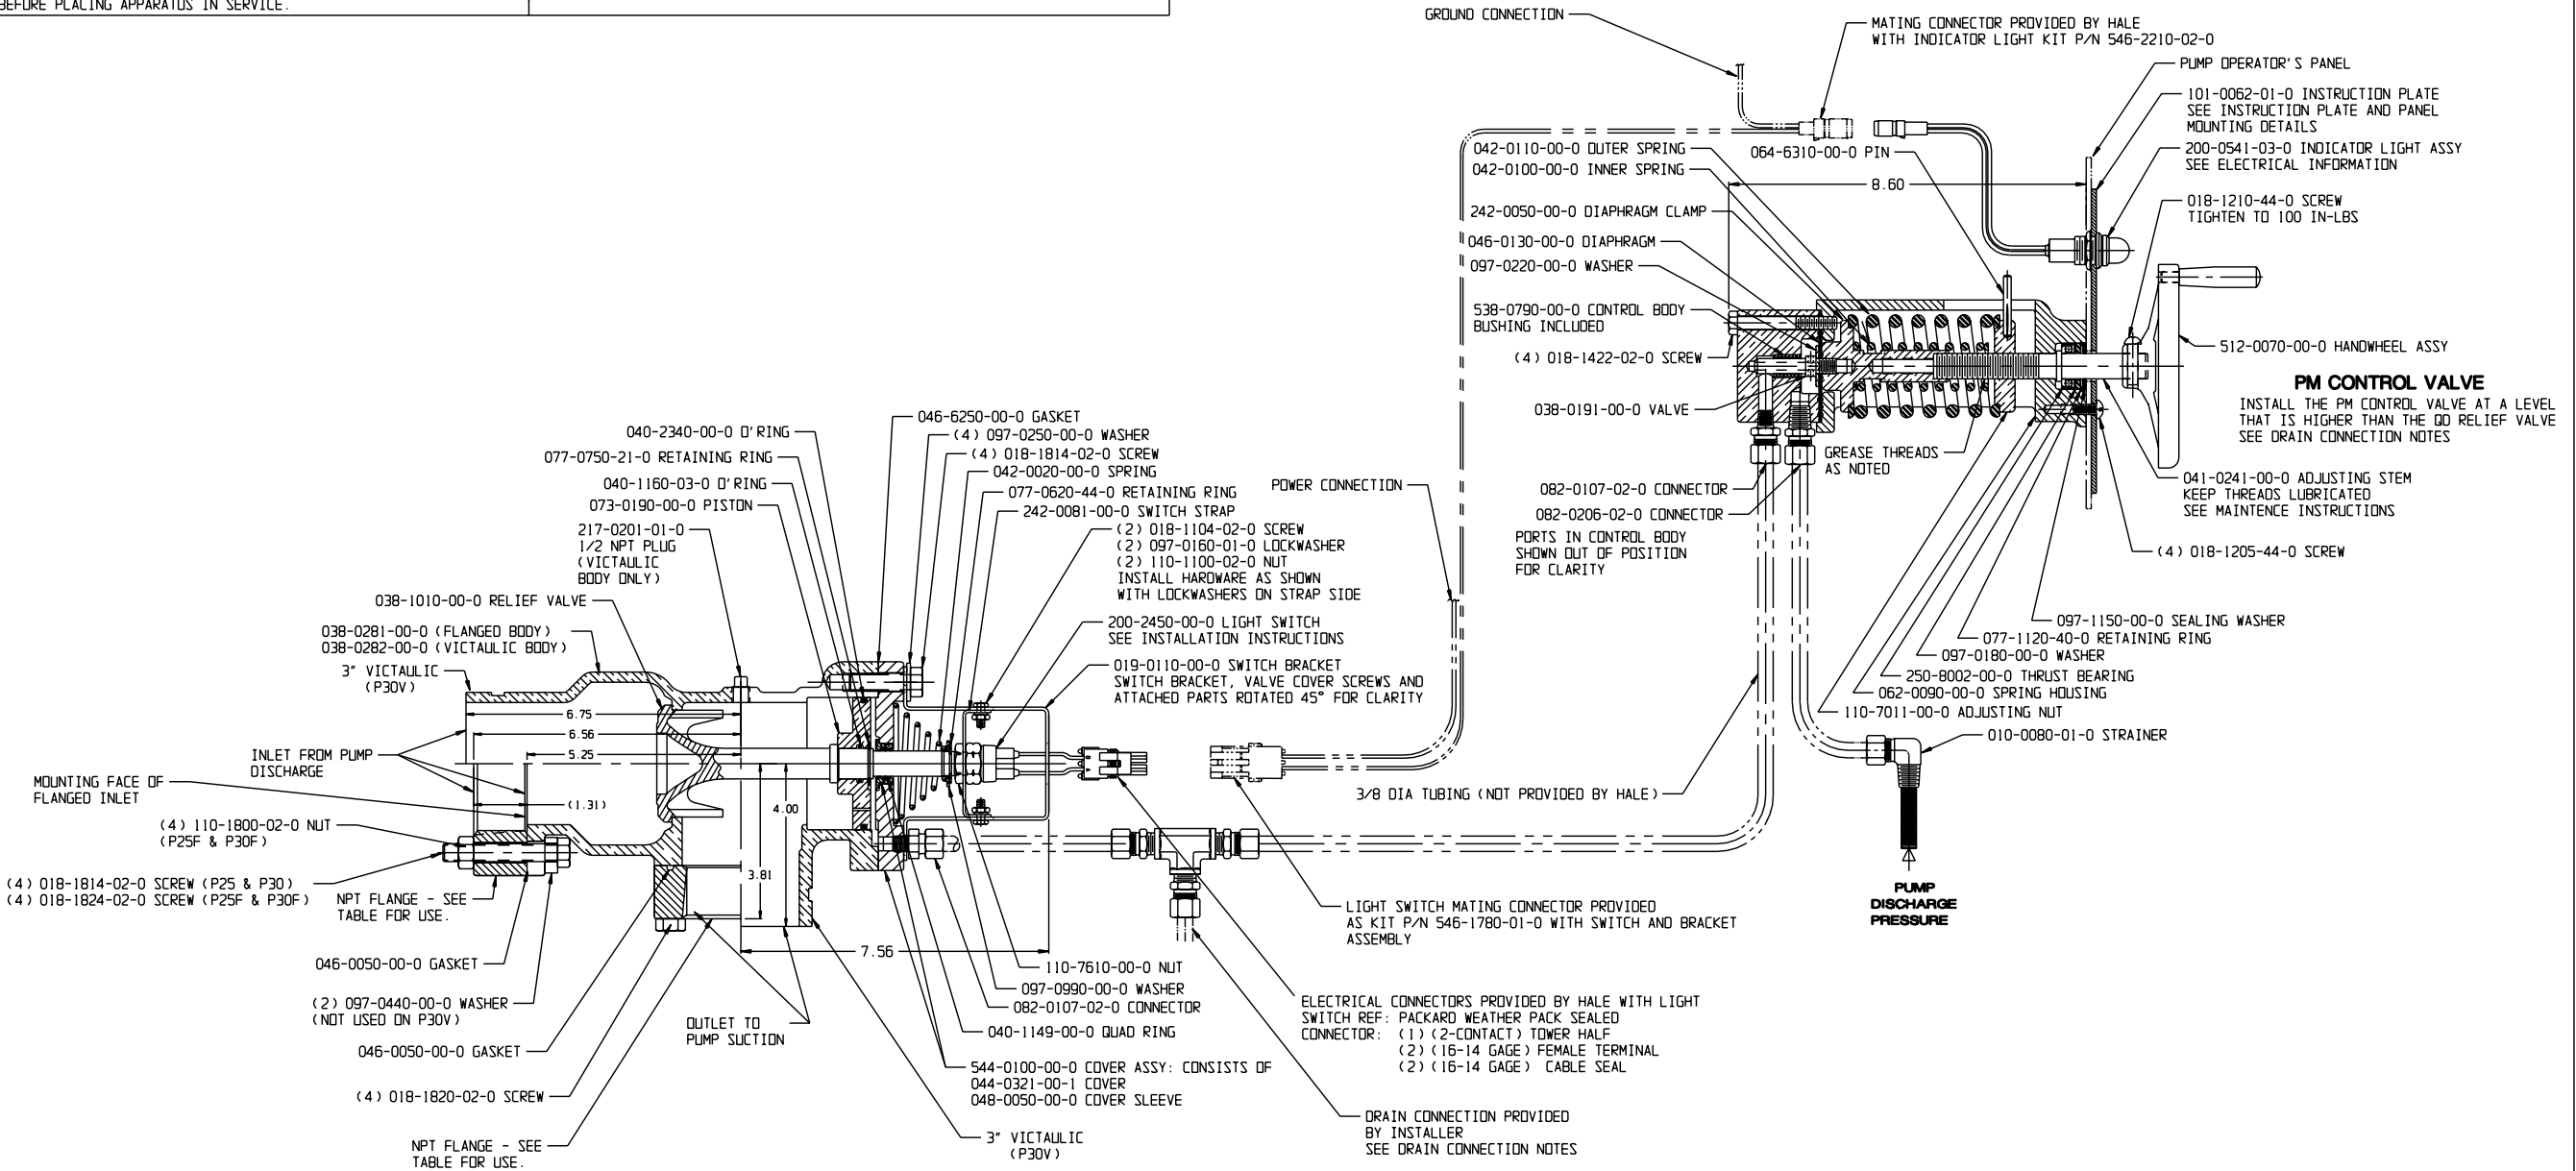 BEFORE PLACING APPARATUS IN SERVICE.
GROUND CONNECTION
MATING CONNECTOR PROVIDED BY HALE
WITH INDICATOR LIGHT KIT P/N 546-2210-02-0
PUMP OPERATOR'S PANEL
101-0062-01-0 INSTRUCTION PLATE
SEE INSTRUCTION PLATE AND PANEL
MOUNTING DETAILS
200-0541-03-0 INDICATOR LIGHT ASSY
SEE ELECTRICAL INFORMATION
018-1210-44-0 SCREW
TIGHTEN TO 100 IN-LBS
042-0110-00-0 OUTER SPRING
042-0100-00-0 INNER SPRING
064-6310-00-0 PIN
8.60
242-0050-00-0 DIAPHRAGM CLAMP
046-0130-00-0 DIAPHRAGM
097-0220-00-0 WASHER
538-0790-00-0 CONTROL BODY
BUSHING INCLUDED
(4) 018-1422-02-0 SCREW
038-0191-00-0 VALVE
512-0070-00-0 HANDWHEEL ASSY
PM CONTROL VALVE
INSTALL THE PM CONTROL VALVE AT A LEVEL
THAT IS HIGHER THAN THE QD RELIEF VALVE
SEE DRAIN CONNECTION NOTES
GREASE THREADS
AS NOTED
041-0241-00-0 ADJUSTING STEM
KEEP THREADS LUBRICATED
SEE MAINTENCE INSTRUCTIONS
(4) 018-1205-44-0 SCREW
082-0107-02-0 CONNECTOR
082-0206-02-0 CONNECTOR
PORTS IN CONTROL BODY
SHOWN OUT OF POSITION
FOR CLARITY
097-1150-00-0 SEALING WASHER
077-1120-40-0 RETAINING RING
097-0180-00-0 WASHER
250-8002-00-0 THRUST BEARING
062-0090-00-0 SPRING HOUSING
110-7011-00-0 ADJUSTING NUT
010-0080-01-0 STRAINER
PUMP
DISCHARGE
PRESSURE
POWER CONNECTION
046-6250-00-0 GASKET
(4) 097-0250-00-0 WASHER
(4) 018-1814-02-0 SCREW
042-0020-00-0 SPRING
077-0620-44-0 RETAINING RING
242-0081-00-0 SWITCH STRAP
(2) 018-1104-02-0 SCREW
(2) 097-0160-01-0 LOCKWASHER
(2) 110-1100-02-0 NUT
INSTALL HARDWARE AS SHOWN
WITH LOCKWASHERS ON STRAP SIDE
200-2450-00-0 LIGHT SWITCH
SEE INSTALLATION INSTRUCTIONS
019-0110-00-0 SWITCH BRACKET
SWITCH BRACKET, VALVE COVER SCREWS AND
ATTACHED PARTS ROTATED 45° FOR CLARITY
040-2340-00-0 O'RING
077-0750-21-0 RETAINING RING
040-1160-03-0 O'RING
073-0190-00-0 PISTON
217-0201-01-0
1/2 NPT PLUG
(VICTAULIC
BODY ONLY)
038-1010-00-0 RELIEF VALVE
038-0281-00-0 (FLANGED BODY)
038-0282-00-0 (VICTAULIC BODY)
3" VICTAULIC
(P30V)
6.75
6.56
5.25
INLET FROM PUMP
DISCHARGE
MOUNTING FACE OF
FLANGED INLET
(1.31)
4.00
3.81
7.56
(4) 110-1800-02-0 NUT
(P25F & P30F)
(4) 018-1814-02-0 SCREW (P25 & P30)
(4) 018-1824-02-0 SCREW (P25F & P30F)
NPT FLANGE - SEE
TABLE FOR USE.
046-0050-00-0 GASKET
(2) 097-0440-00-0 WASHER
(NOT USED ON P30V)
046-0050-00-0 GASKET
(4) 018-1820-02-0 SCREW
NPT FLANGE - SEE
TABLE FOR USE.
OUTLET TO
PUMP SUCTION
3" VICTAULIC
(P30V)
110-7610-00-0 NUT
097-0990-00-0 WASHER
082-0107-02-0 CONNECTOR
040-1149-00-0 QUAD RING
544-0100-00-0 COVER ASSY: CONSISTS OF
044-0321-00-1 COVER
048-0050-00-0 COVER SLEEVE
3/8 DIA TUBING (NOT PROVIDED BY HALE)
LIGHT SWITCH MATING CONNECTOR PROVIDED
AS KIT P/N 546-1780-01-0 WITH SWITCH AND BRACKET
ASSEMBLY
ELECTRICAL CONNECTORS PROVIDED BY HALE WITH LIGHT
SWITCH REF: PACKARD WEATHER PACK SEALED
CONNECTOR: (1) (2-CONTACT) TOWER HALF
(2) (16-14 GAGE) FEMALE TERMINAL
(2) (16-14 GAGE) CABLE SEAL
DRAIN CONNECTION PROVIDED
BY INSTALLER
SEE DRAIN CONNECTION NOTES